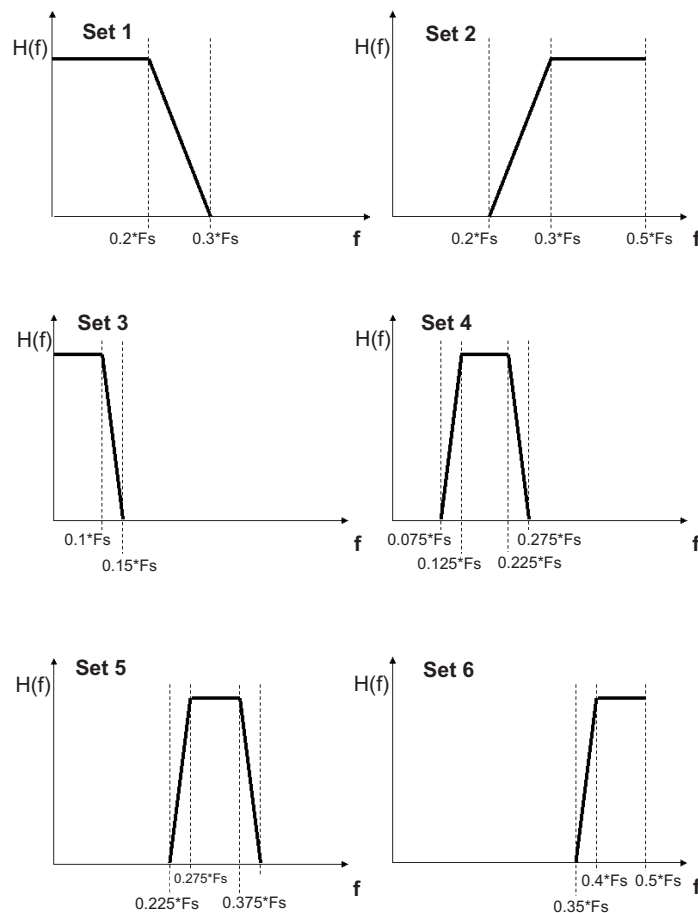 Set 1
H(f)
0.2*Fs
0.3*Fs
f
Set 2
H(f)
0.2*Fs
0.3*Fs
0.5*Fs
f
Set 3
H(f)
0.1*Fs
0.15*Fs
f
Set 4
H(f)
0.075*Fs
0.125*Fs
0.225*Fs
0.275*Fs
f
Set 5
H(f)
0.225*Fs
0.275*Fs
0.375*Fs
f
Set 6
H(f)
0.35*Fs
0.4*Fs
0.5*Fs
f